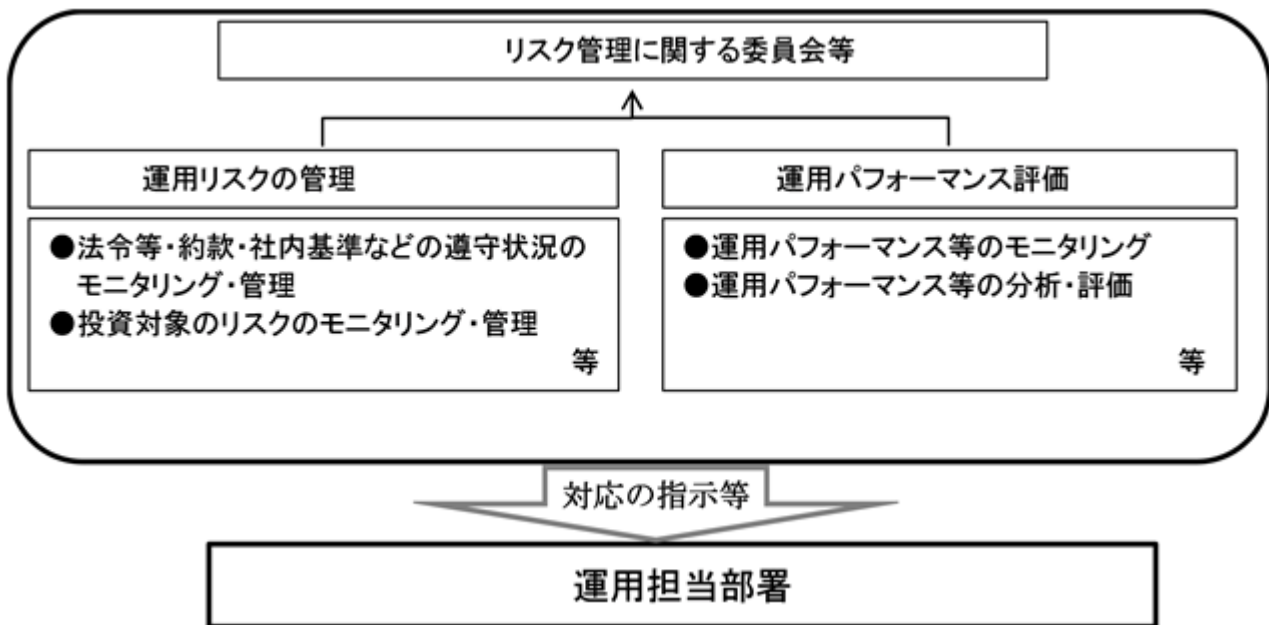 リスク管理に関する委員会等
運用リスクの管理
●法令等・約款・社内基準などの遵守状況の
モニタリング・管理
●投資対象のリスクのモニタリング・管理
等
運用パフォーマンス評価
●運用パフォーマンス等のモニタリング
●運用パフォーマンス等の分析・評価
等
対応の指示等
運用担当部署